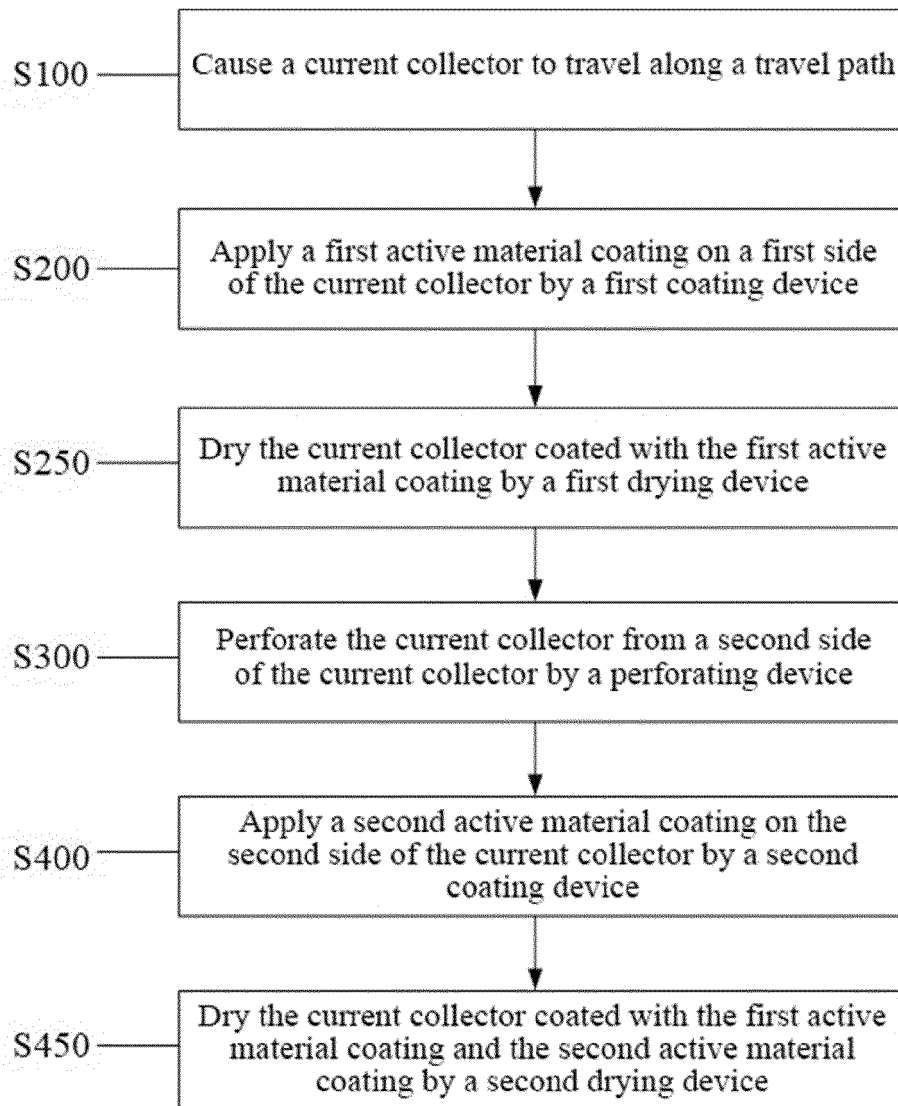 S100
Cause a current collector to travel along a travel path
S200
Apply a first active material coating on a first side
of the current collector by a first coating device
S250
Dry the current collector coated with the first active
material coating by a first drying device
S300
Perforate the current collector from a second side
of the current collector by a perforating device
S400
Apply a second active material coating on the
second side of the current collector by a second
coating device
S450
Dry the current collector coated with the first active
material coating and the second active material
coating by a second drying device